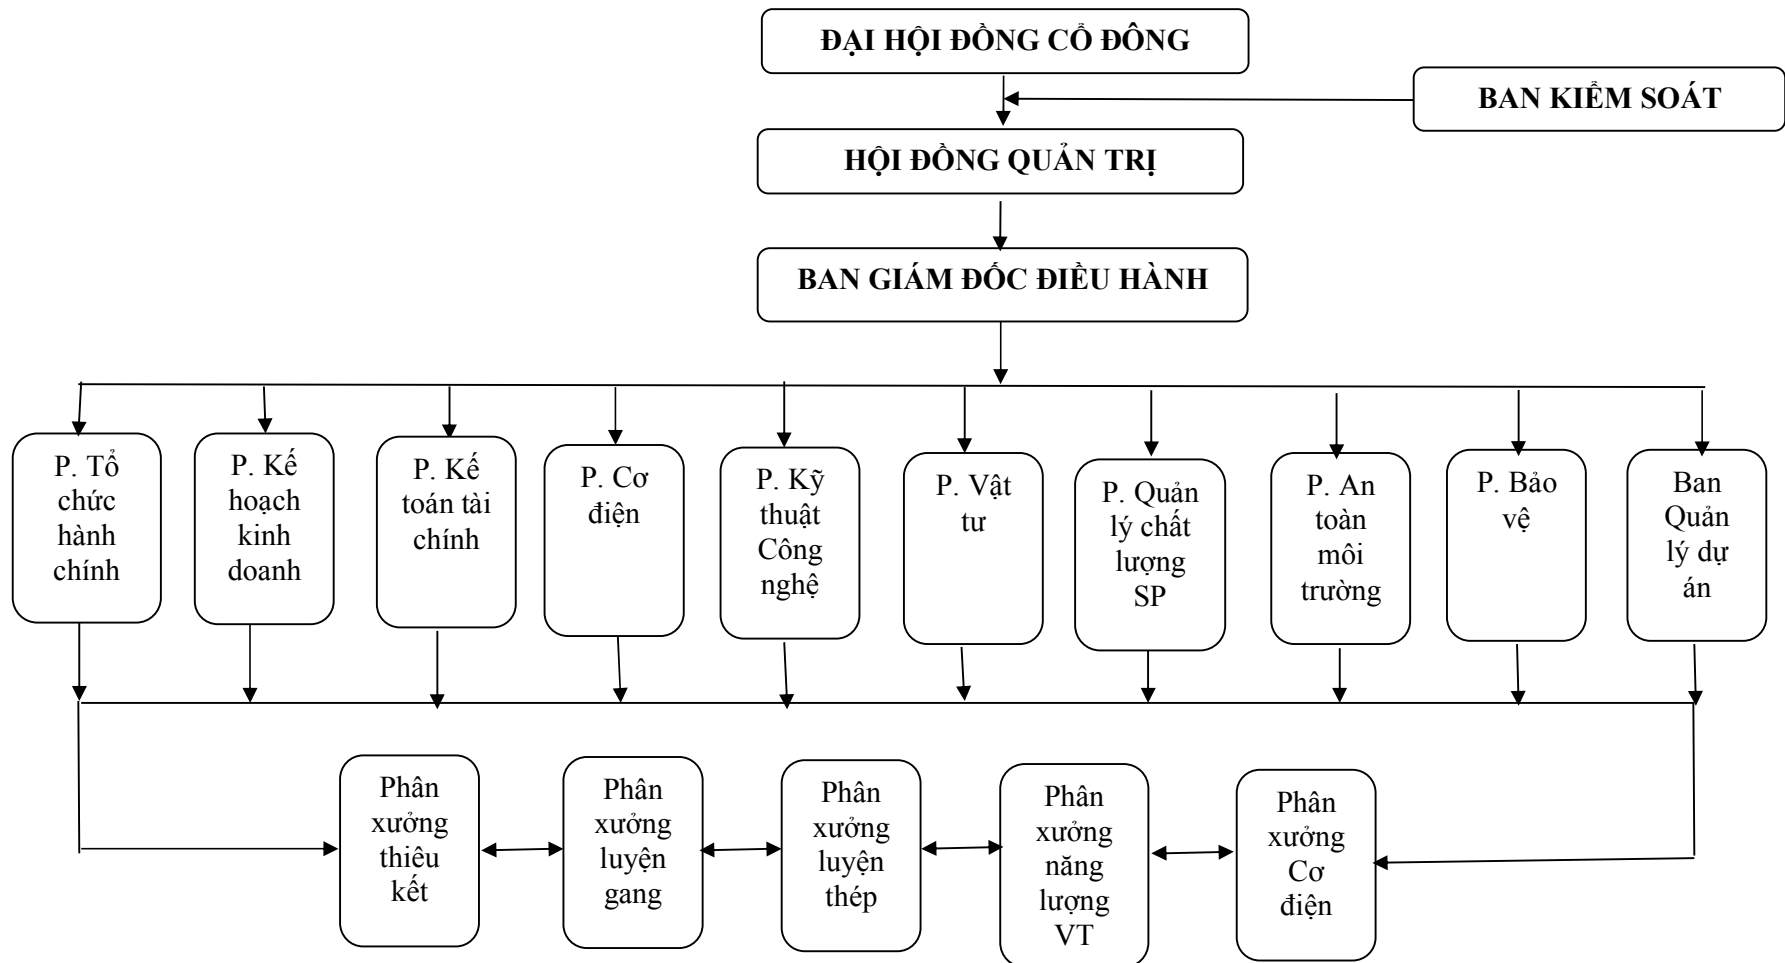 ĐẠI HỘI ĐỒNG CỔ ĐÔNG
BAN KIỂM SOÁT
HỘI ĐỒNG QUẢN TRỊ
BAN GIÁM ĐỐC ĐIỀU HÀNH
P. Tổ
chức
hành
chính
P. Kế
hoạch
kinh
doanh
P. Kế
toán tài
chính
P. Cơ
điện
P. Kỹ
thuật
Công
nghệ
P. Vật
tư
P. Quản
lý chất
lượng
SP
P. An
toàn
môi
trường
P. Bảo
vệ
Ban
Quản
lý dự
án
Phân
xưởng
thiêu
kết
Phân
xưởng
luyện
gang
Phân
xưởng
luyện
thép
Phân
xưởng
năng
lượng
VT
Phân
xưởng
Cơ
điện